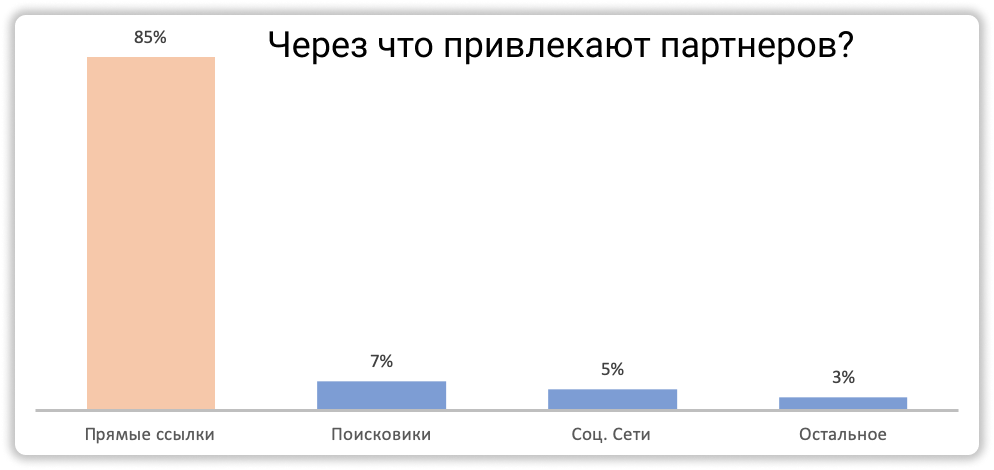 Через что привлекают партнеров?
85%
7%
5%
3%
Прямые ссылки
Поисковики
Соц. Сети
Остальное